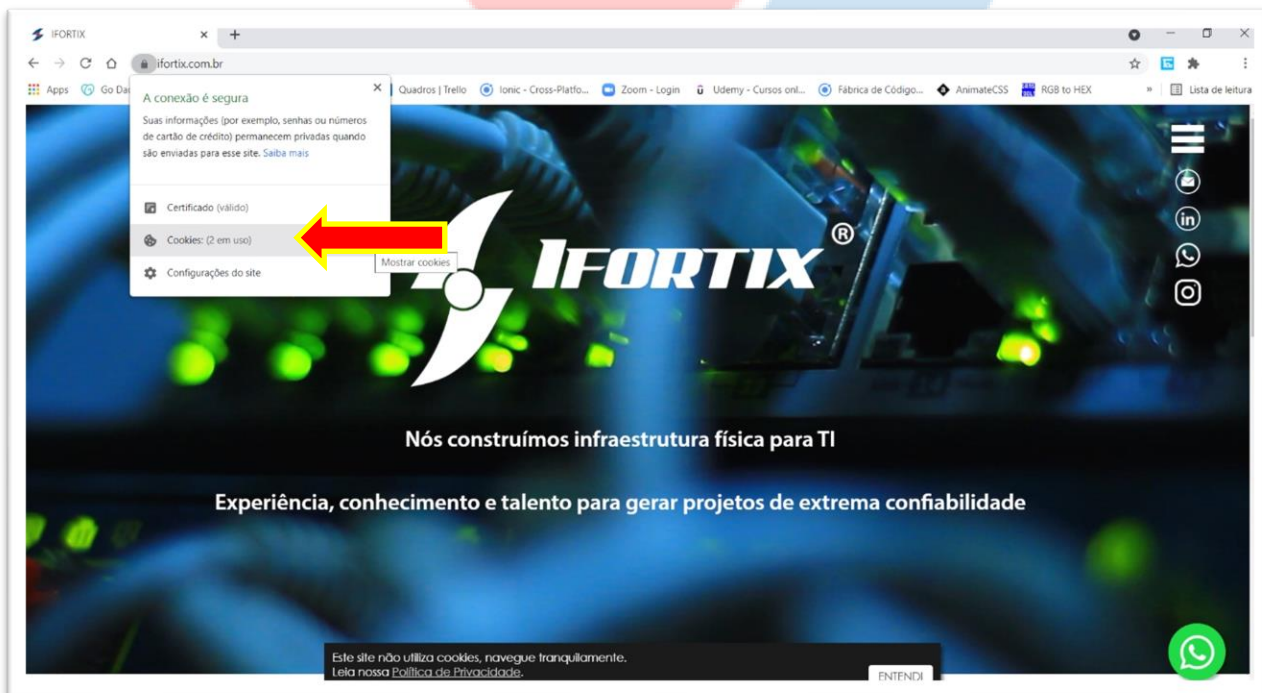 IFORTIX
ifortix.com.br
Apps
Go Da
Quadros | Trello
Ionic - Cross-Platfo...
Zoom - Login
Udemy - Cursos onl...
Fábrica de Código...
AnimateCSS
RGB to HEX
»
Lista de leitura
A conexão é segura
Suas informações (por exemplo, senhas ou números
de cartão de crédito) permanecem privadas quando
são enviadas para esse site. Saiba mais
Certificado (válido)
Cookies: (2 em uso)
Mostrar cookies
Configurações do site
IFORTIX ®
in
Nós construímos infraestrutura física para TI
Experiência, conhecimento e talento para gerar projetos de extrema confiabilidade
Este site não utiliza cookies, navegue tranquilamente.
Leia nossa Política de Privacidade.
ENTENDI